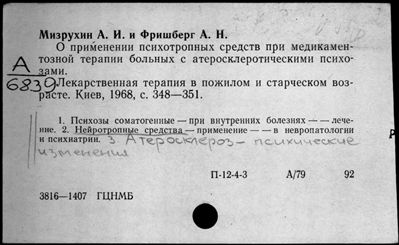 Мизрухин А. И. и Фришберг А. Н.
О применении психотропных средств при медикамен-
тозной терапии больных с атеросклеротическими психо-
зами.
А
6839
Лекарственная терапия в пожилом и старческом воз-
расте. Киев, 1968, с. 348—351.
1. Психозы соматогенные — при внутренних болезнях — — лече-
ние. 2. Нейротропные средства — применение — — в невропатологии
и психиатрии. 3. Атеросклероз — психические
изменения
П-12-4-3 А/79 92
3816—1407 ГЦНМБ